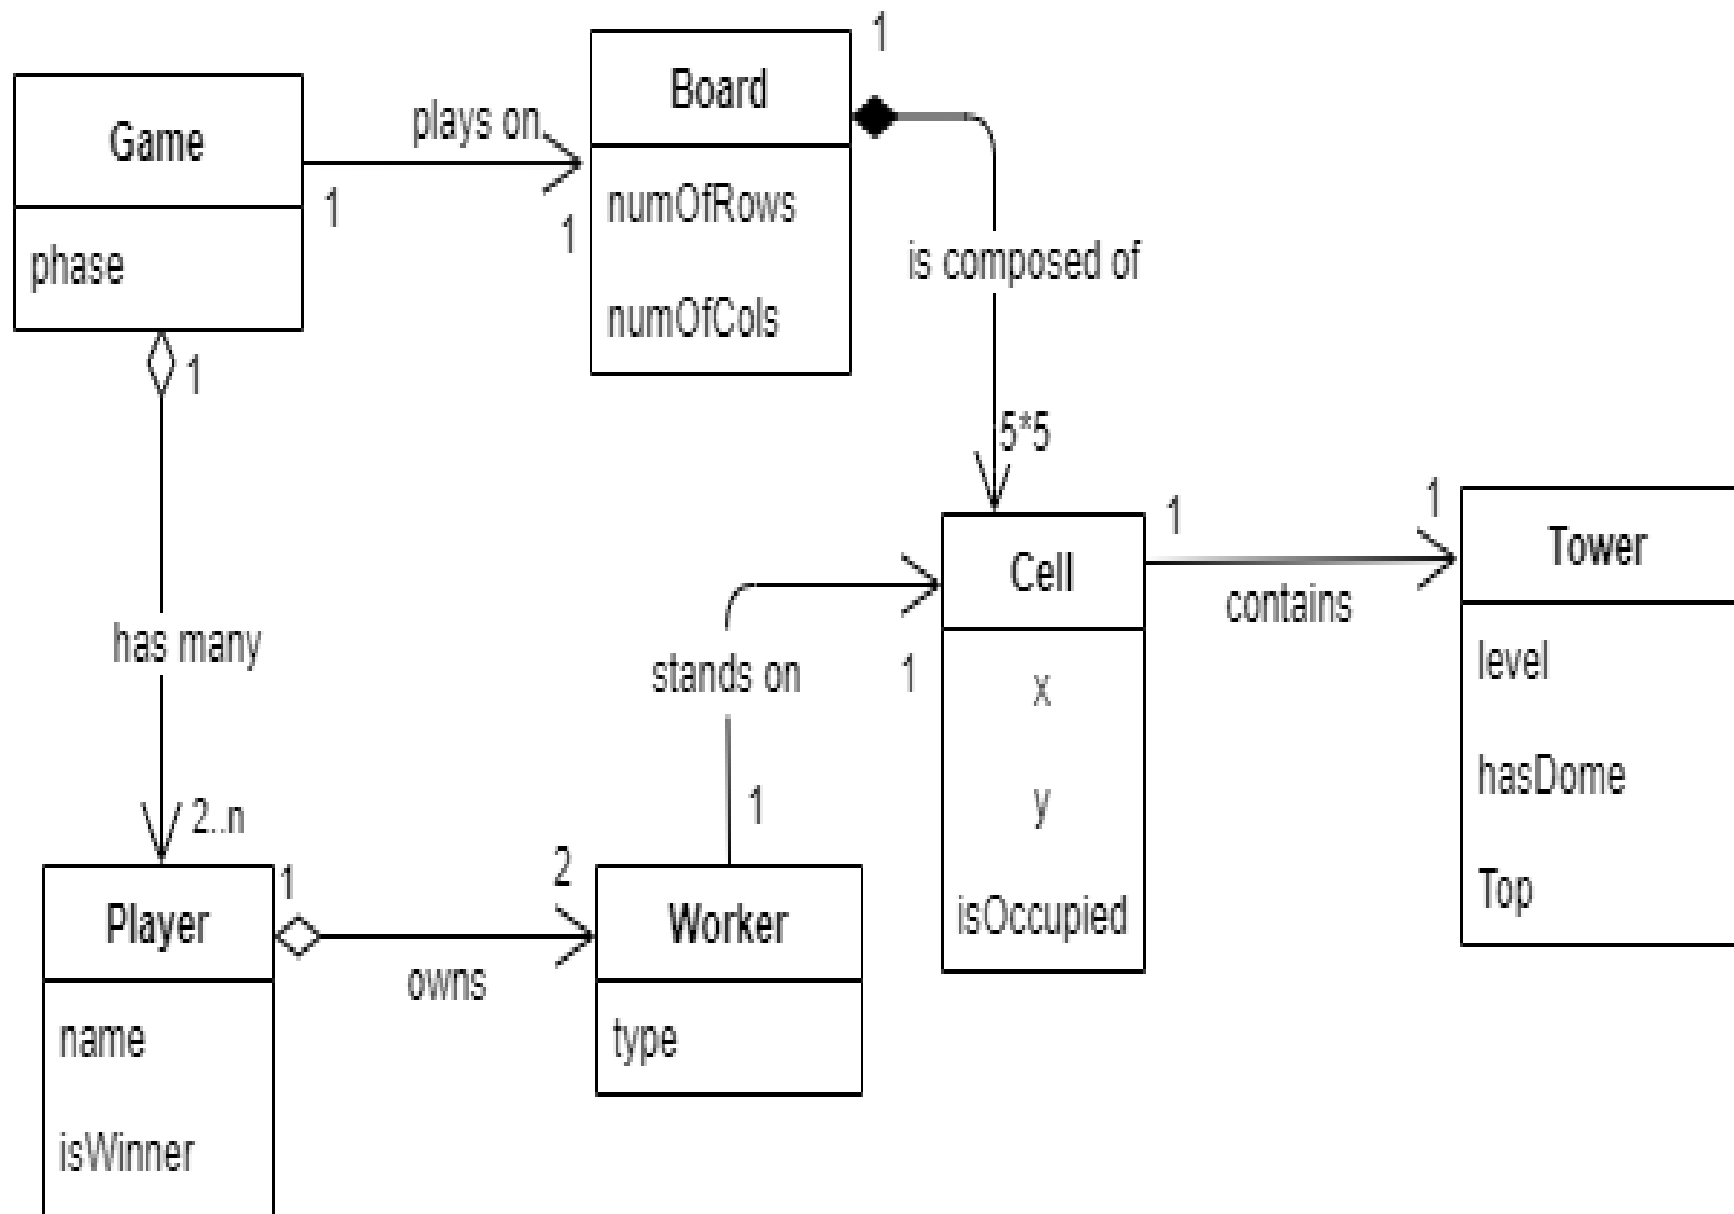 Game
phase
1
plays on
1
Board
numOfRows
numOfCols
1
is composed of
5*5
1
has many
2..n
Player
name
isWinner
1
owns
2
Worker
type
1
stands on
1
Cell
x
y
isOccupied
1
contains
1
Tower
level
hasDome
Top